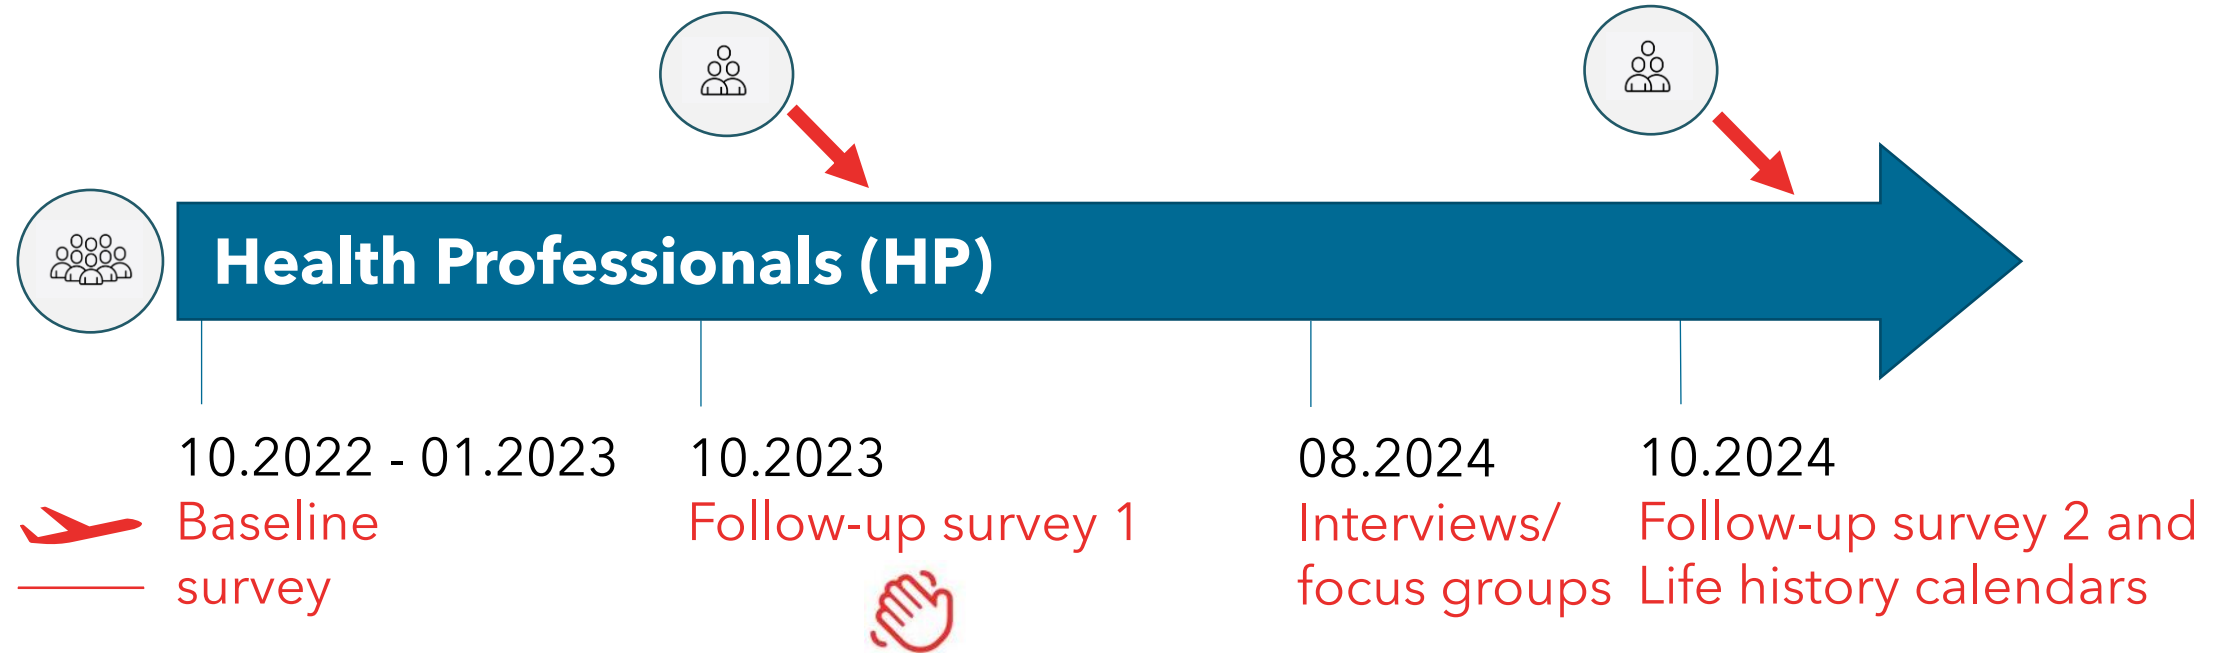 Health Professionals (HP)
10.2022 - 01.2023
Baseline
survey
10.2023
Follow-up survey 1
08.2024
Interviews/
focus groups
10.2024
Follow-up survey 2 and
Life history calendars